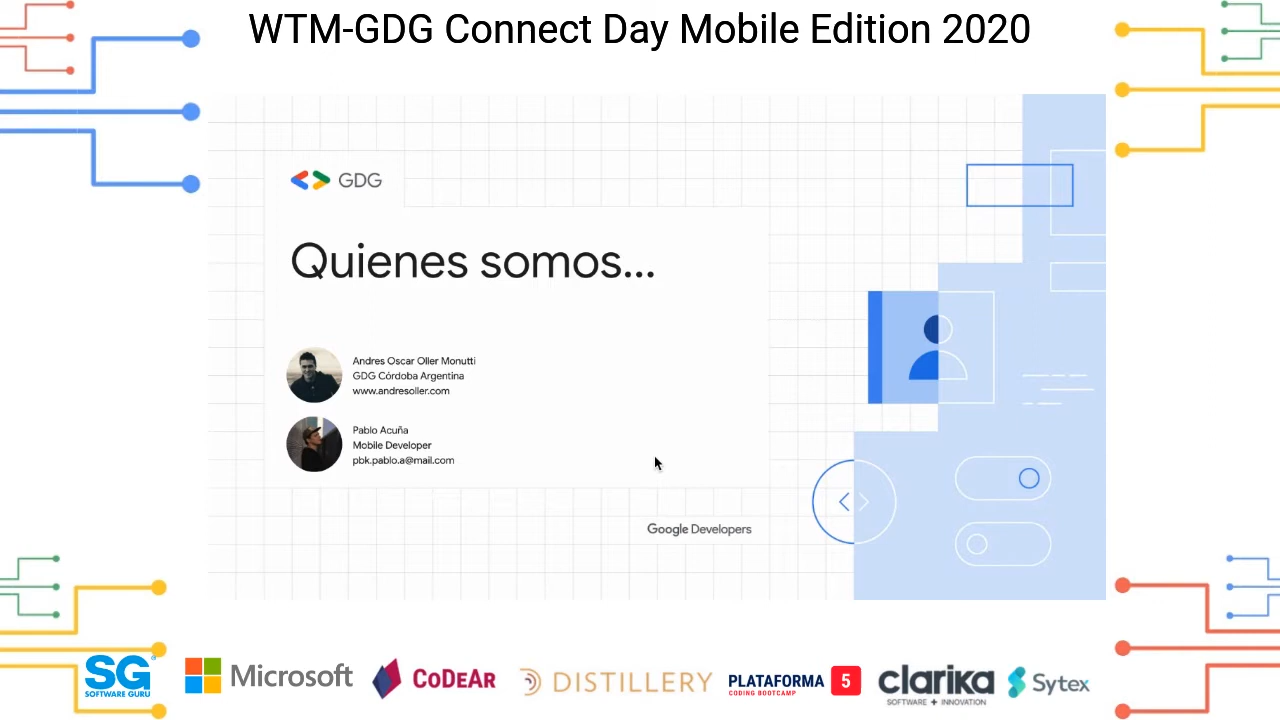 WTM-GDG Connect Day Mobile Edition 2020
GDG
Quienes somos...
Andres Oscar Oller Monutti
GDG Córdoba Argentina
www.andresoller.com
Pablo Acuña
Mobile Developer
pbk.pablo.a@mail.com
Google Developers
SG
SOFTWARE GURU
Microsoft
CoDeAr
DISTILLERY
PLATAFORMA 5
CODING BOOTCAMP
clarika
SOFTWARE + INNOVATION
Sytex